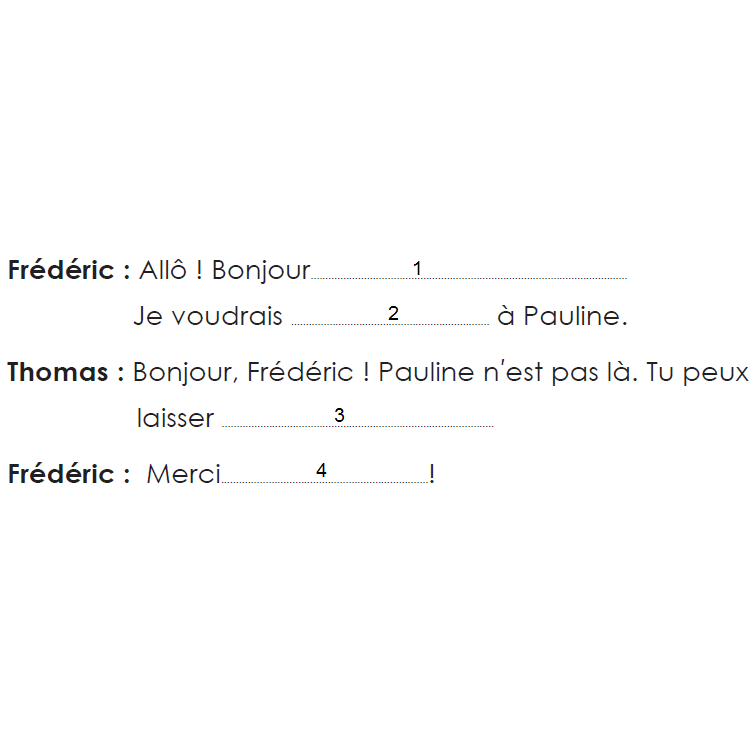 Frédéric : Allô ! Bonjour.......1.......
Je voudrais .......2....... à Pauline.
Thomas : Bonjour, Frédéric ! Pauline n'est pas là. Tu peux
laisser .......3.......
Frédéric : Merci.......4.......!